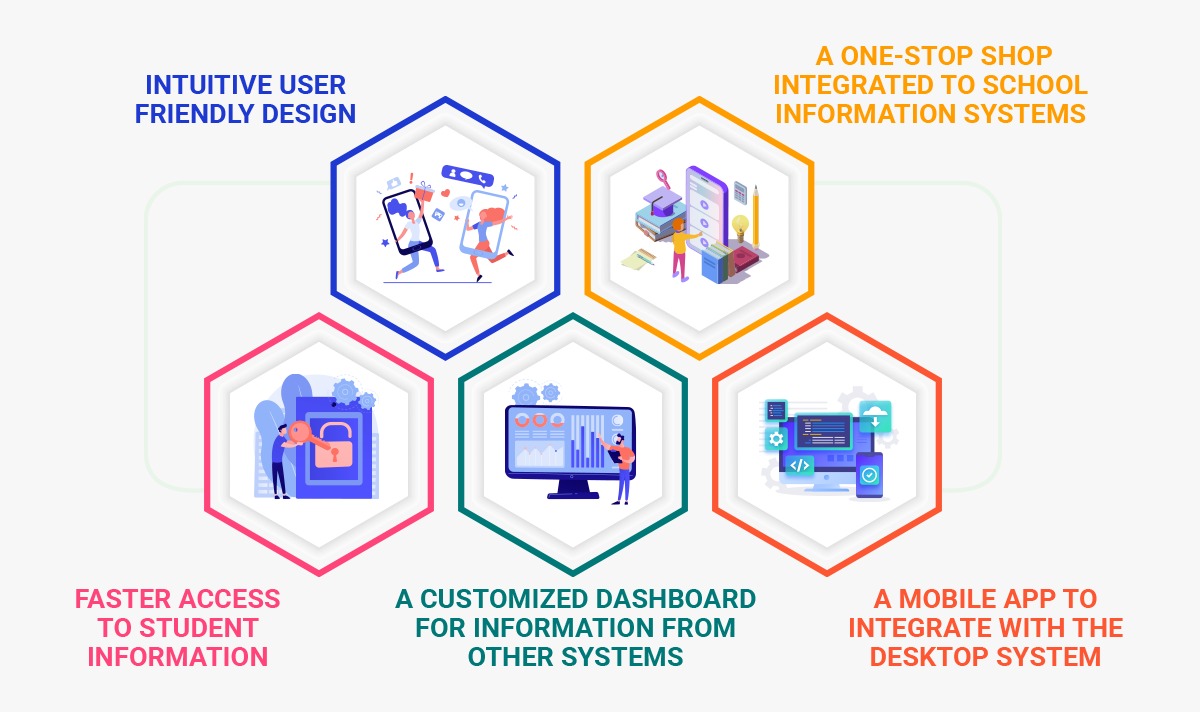 INTUITIVE USER
FRIENDLY DESIGN
A ONE-STOP SHOP
INTEGRATED TO SCHOOL
INFORMATION SYSTEMS
FASTER ACCESS
TO STUDENT
INFORMATION
A CUSTOMIZED DASHBOARD
FOR INFORMATION FROM
OTHER SYSTEMS
A MOBILE APP TO
INTEGRATE WITH THE
DESKTOP SYSTEM